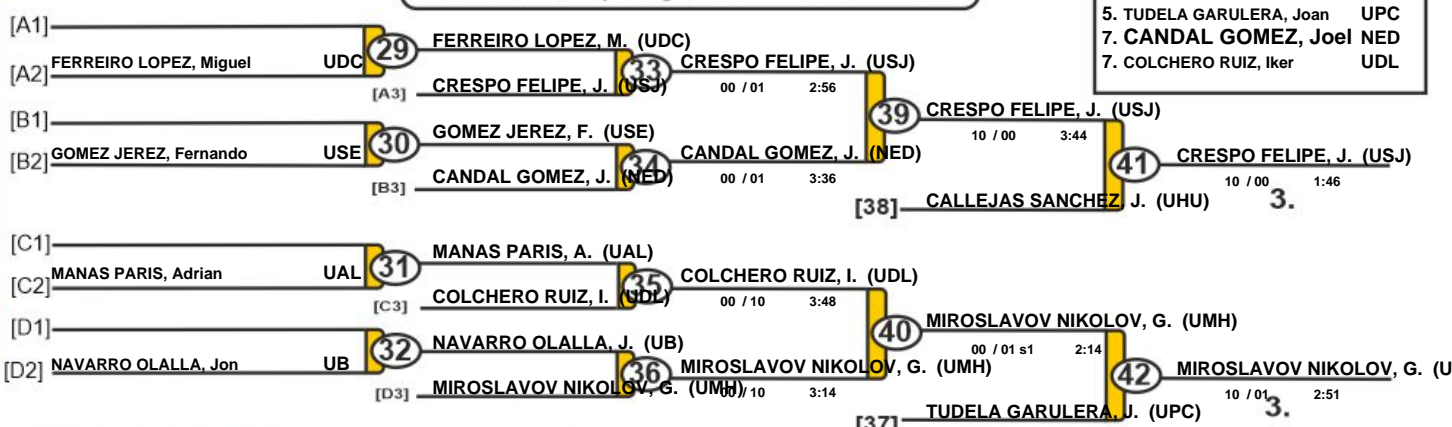 5. TUDELA GARULERA, Joan UPC
7. CANDAL GOMEZ, Joel NED
7. COLCHERO RUIZ, Iker UDL
[A1]
[A2] FERREIRO LOPEZ, Miguel UDC
29
FERREIRO LOPEZ, M. (UDC)
[A3] CRESPO FELIPE, J. (USJ)
33
CRESPO FELIPE, J. (USJ)
00 / 01 2:56
[B1]
[B2] GOMEZ JEREZ, Fernando USE
30
GOMEZ JEREZ, F. (USE)
[B3] CANDAL GOMEZ, J. (NED)
34
CANDAL GOMEZ, J. (NED)
00 / 01 3:36
39
CRESPO FELIPE, J. (USJ)
10 / 00 3:44
[38] CALLEJAS SANCHEZ, J. (UHU)
41
CRESPO FELIPE, J. (USJ)
10 / 00 1:46
3.
[C1]
[C2] MANAS PARIS, Adrian UAL
31
MANAS PARIS, A. (UAL)
[C3] COLCHERO RUIZ, I. (UDL)
35
COLCHERO RUIZ, I. (UDL)
00 / 10 3:48
[D1]
[D2] NAVARRO OLALLA, Jon UB
32
NAVARRO OLALLA, J. (UB)
[D3] MIROSLAVOV NIKOLOV, G. (UMH)
36
MIROSLAVOV NIKOLOV, G. (UMH)
00 / 10 3:14
40
MIROSLAVOV NIKOLOV, G. (UMH)
00 / 01 s1 2:14
[37] TUDELA GARULERA, J. (UPC)
42
MIROSLAVOV NIKOLOV, G. (U
10 / 01 2:51
3.